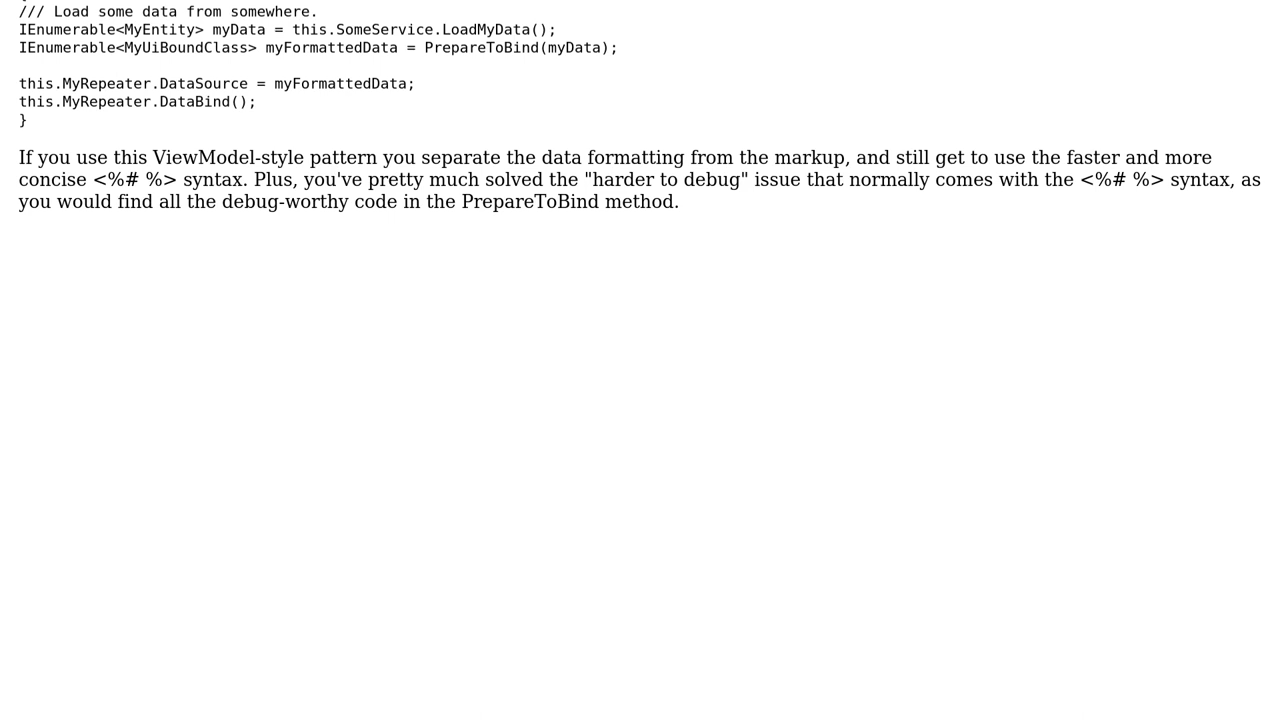 /// Load some data from somewhere.
IEnumerable<MyEntity> myData = this.SomeService.LoadMyData();
IEnumerable<MyUiBoundClass> myFormattedData = PrepareToBind(myData);
this.MyRepeater.DataSource = myFormattedData;
this.MyRepeater.DataBind();
}
If you use this ViewModel-style pattern you separate the data formatting from the markup, and still get to use the faster and more
concise <%# %> syntax. Plus, you've pretty much solved the "harder to debug" issue that normally comes with the <%# %> syntax, as
you would find all the debug-worthy code in the PrepareToBind method.